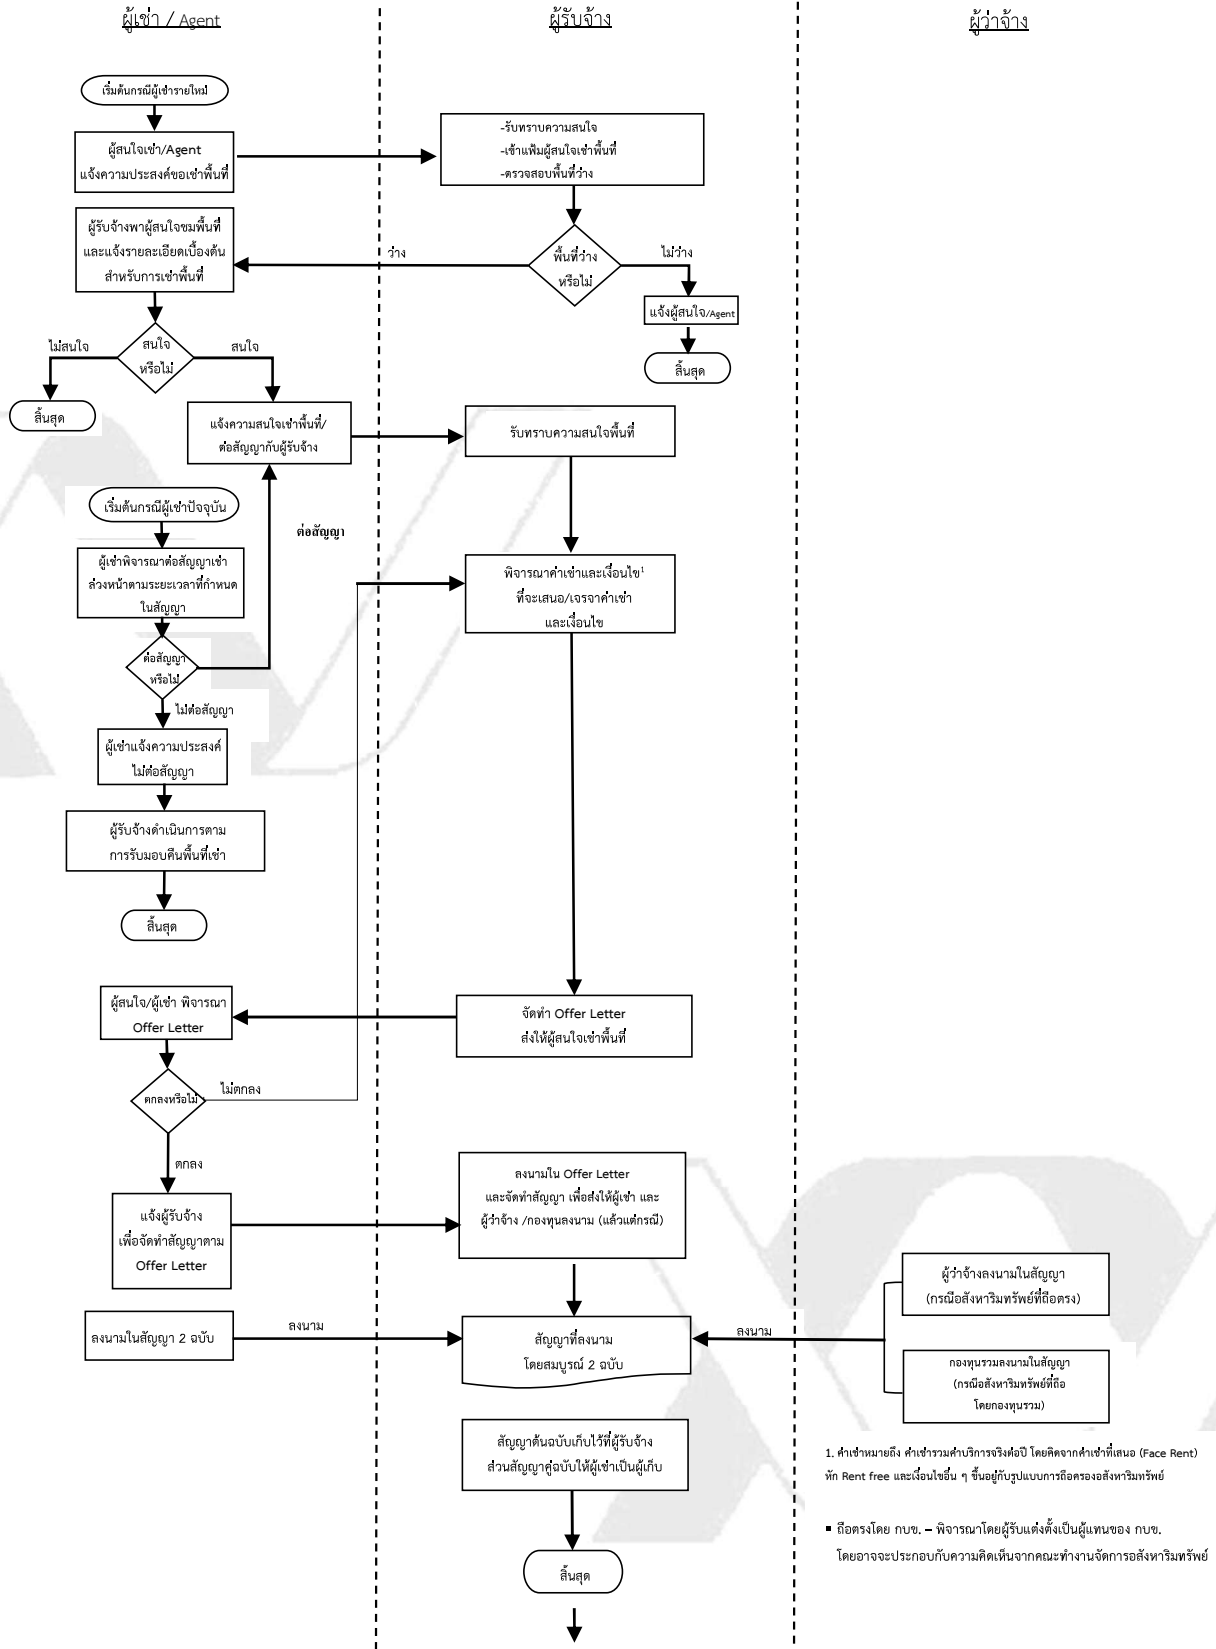 ผู้เช่า / Agent
ผู้รับจ้าง
ผู้ว่าจ้าง
เริ่มต้นกรณีผู้เช่ารายใหม่
ผู้สนใจเช่า/Agent
แจ้งความประสงค์ขอเช่าพื้นที่
-รับทราบความสนใจ
-เข้าแฟ้มผู้สนใจเช่าพื้นที่
-ตรวจสอบพื้นที่ว่าง
ผู้รับจ้างพาผู้สนใจชมพื้นที่
และแจ้งรายละเอียดเบื้องต้น
สำหรับการเช่าพื้นที่
ว่าง
พื้นที่ว่าง
หรือไม่
ไม่ว่าง
แจ้งผู้สนใจ/Agent
สิ้นสุด
ไม่สนใจ
สนใจ
หรือไม่
สนใจ
สิ้นสุด
แจ้งความสนใจเช่าพื้นที่/
ต่อสัญญากับผู้รับจ้าง
รับทราบความสนใจพื้นที่
เริ่มต้นกรณีผู้เช่าปัจจุบัน
ต่อสัญญา
ผู้เช่าพิจารณาต่อสัญญาเช่า
ล่วงหน้าตามระยะเวลาที่กำหนด
ในสัญญา
พิจารณาค่าเช่าและเงื่อนไข¹
ที่จะเสนอ/เจรจาค่าเช่า
และเงื่อนไข
ต่อสัญญา
หรือไม่
ไม่ต่อสัญญา
ผู้เช่าแจ้งความประสงค์
ไม่ต่อสัญญา
ผู้รับจ้างดำเนินการตาม
การรับมอบคืนพื้นที่เช่า
สิ้นสุด
ผู้สนใจ/ผู้เช่า พิจารณา
Offer Letter
จัดทำ Offer Letter
ส่งให้ผู้สนใจเช่าพื้นที่
ตกลงหรือไม่
ไม่ตกลง
ตกลง
แจ้งผู้รับจ้าง
เพื่อจัดทำสัญญาตาม
Offer Letter
ลงนามใน Offer Letter
และจัดทำสัญญา เพื่อส่งให้ผู้เช่า และ
ผู้ว่าจ้าง /กองทุนลงนาม (แล้วแต่กรณี)
ผู้ว่าจ้างลงนามในสัญญา
(กรณีอสังหาริมทรัพย์ที่ถือตรง)
ลงนามในสัญญา 2 ฉบับ
ลงนาม
สัญญาที่ลงนาม
โดยสมบูรณ์ 2 ฉบับ
ลงนาม
กองทุนรวมลงนามในสัญญา
(กรณีอสังหาริมทรัพย์ที่ถือ
โดยกองทุนรวม)
สัญญาต้นฉบับเก็บไว้ที่ผู้รับจ้าง
ส่วนสัญญาคู่ฉบับให้ผู้เช่าเป็นผู้เก็บ
สิ้นสุด
1. ค่าเช่าหมายถึง ค่าเช่ารวมค่าบริการจริงต่อปี โดยคิดจากค่าเช่าที่เสนอ (Face Rent)
หัก Rent free และเงื่อนไขอื่น ๆ ขึ้นอยู่กับรูปแบบการถือครองอสังหาริมทรัพย์
▪ ถือตรงโดย กบข. – พิจารณาโดยผู้รับแต่งตั้งเป็นผู้แทนของ กบข.
โดยอาจจะประกอบกับความคิดเห็นจากคณะทำงานจัดการอสังหาริมทรัพย์